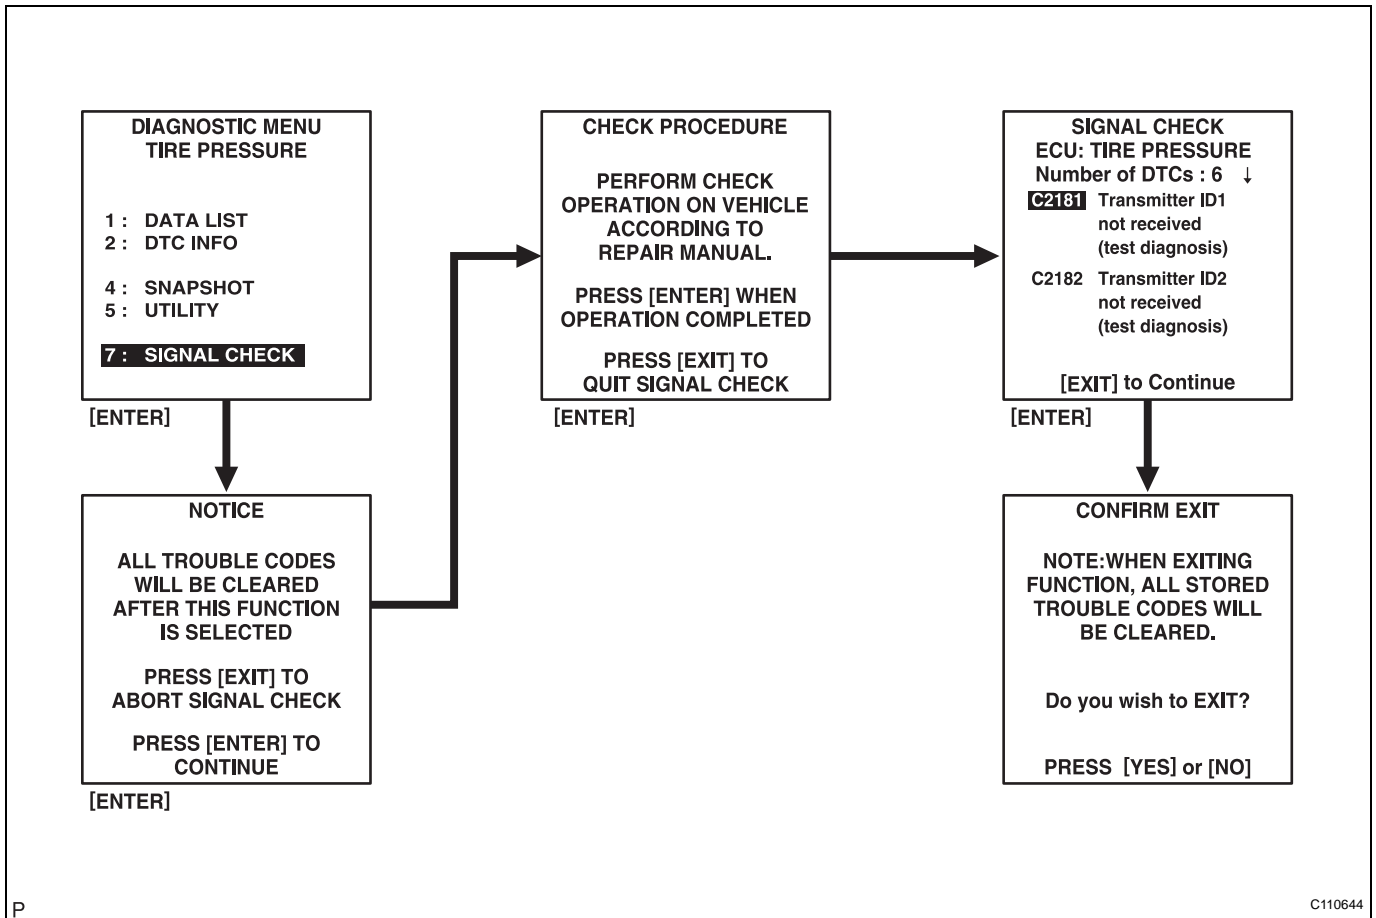 DIAGNOSTIC MENU
TIRE PRESSURE
1 : DATA LIST
2 : DTC INFO
4 : SNAPSHOT
5 : UTILITY
7 : SIGNAL CHECK
[ENTER]
NOTICE
ALL TROUBLE CODES
WILL BE CLEARED
AFTER THIS FUNCTION
IS SELECTED
PRESS [EXIT] TO
ABORT SIGNAL CHECK
PRESS [ENTER] TO
CONTINUE
[ENTER]
CHECK PROCEDURE
PERFORM CHECK
OPERATION ON VEHICLE
ACCORDING TO
REPAIR MANUAL.
PRESS [ENTER] WHEN
OPERATION COMPLETED
PRESS [EXIT] TO
QUIT SIGNAL CHECK
[ENTER]
SIGNAL CHECK
ECU: TIRE PRESSURE
Number of DTCs : 6 ↓
C2181 Transmitter ID1
not received
(test diagnosis)
C2182 Transmitter ID2
not received
(test diagnosis)
[EXIT] to Continue
[ENTER]
CONFIRM EXIT
NOTE:WHEN EXITING
FUNCTION, ALL STORED
TROUBLE CODES WILL
BE CLEARED.
Do you wish to EXIT?
PRESS [YES] or [NO]
P
C110644